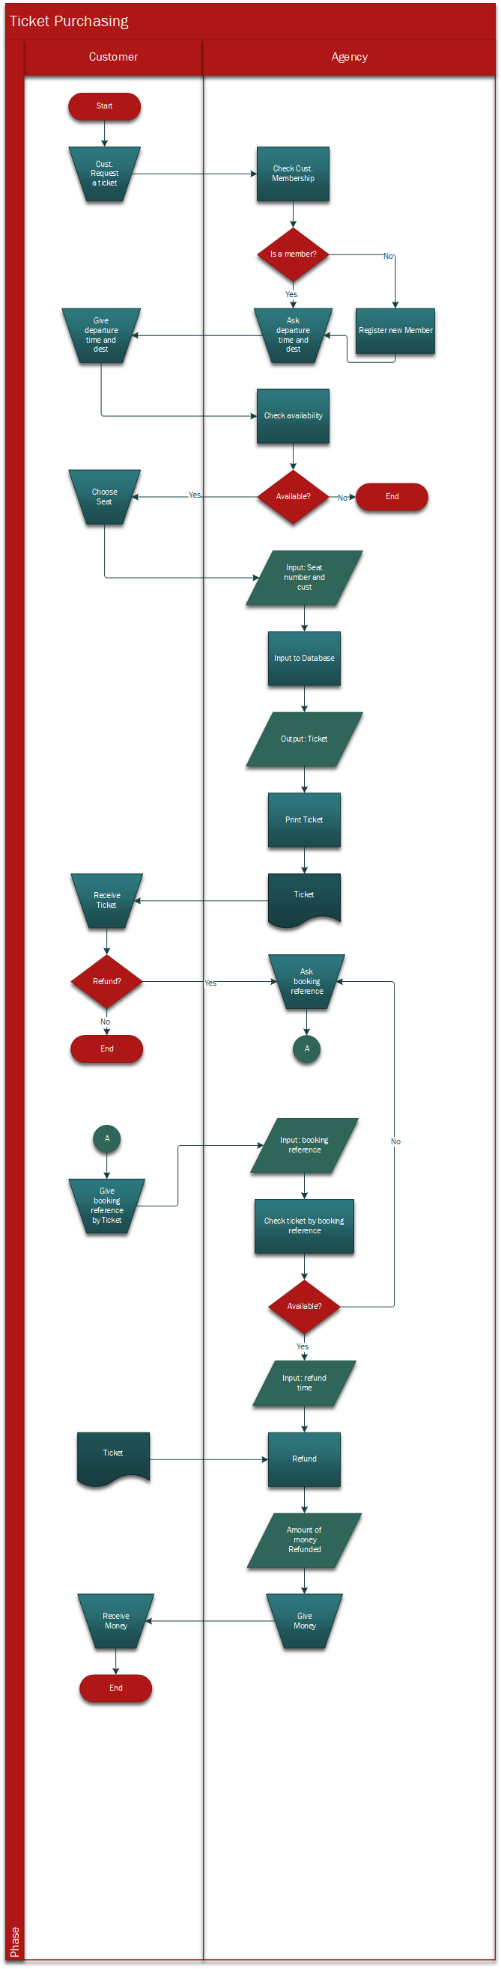 Ticket Purchasing
Customer
Agency
Start
Cust.
Request
a ticket
Check Cust.
Membership
Is a member?
No
Yes
Give
departure
time and
dest
Ask
departure
time and
dest
Register new Member
Check availability
Choose
Seat
Yes
Available?
No
End
Input: Seat
number and
cust
Input to Database
Output: Ticket
Print Ticket
Receive
Ticket
Ticket
Refund?
Yes
Ask
booking
reference
No
End
A
A
Input: booking
reference
No
Give
booking
reference
by Ticket
Check ticket by booking
reference
Available?
Yes
Input: refund
time
Ticket
Refund
Amount of
money
Refunded
Receive
Money
Give
Money
End
Phase